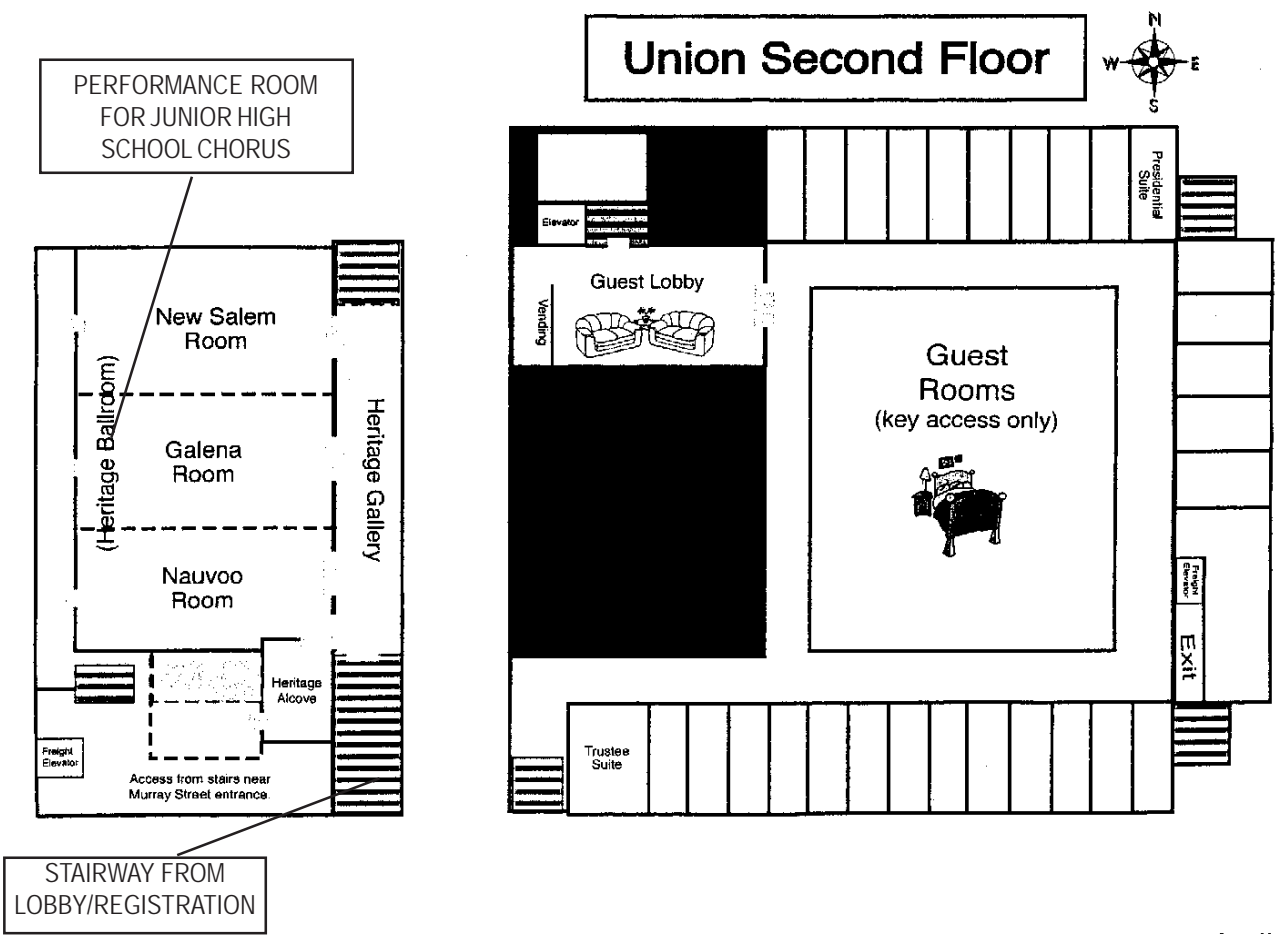 Union Second Floor
N
W
E
S
PERFORMANCE ROOM
FOR JUNIOR HIGH
SCHOOL CHORUS
New Salem
Room
(Heritage Ballroom)
Galena
Room
Heritage Gallery
Nauvoo
Room
Heritage
Alcove
Freight
Elevator
Access from stairs near
Murray Street entrance.
STAIRWAY FROM
LOBBY/REGISTRATION
Elevator
Guest Lobby
Vending
Presidential
Suite
Guest
Rooms
(key access only)
Freight
Elevator
Exit
Trustee
Suite